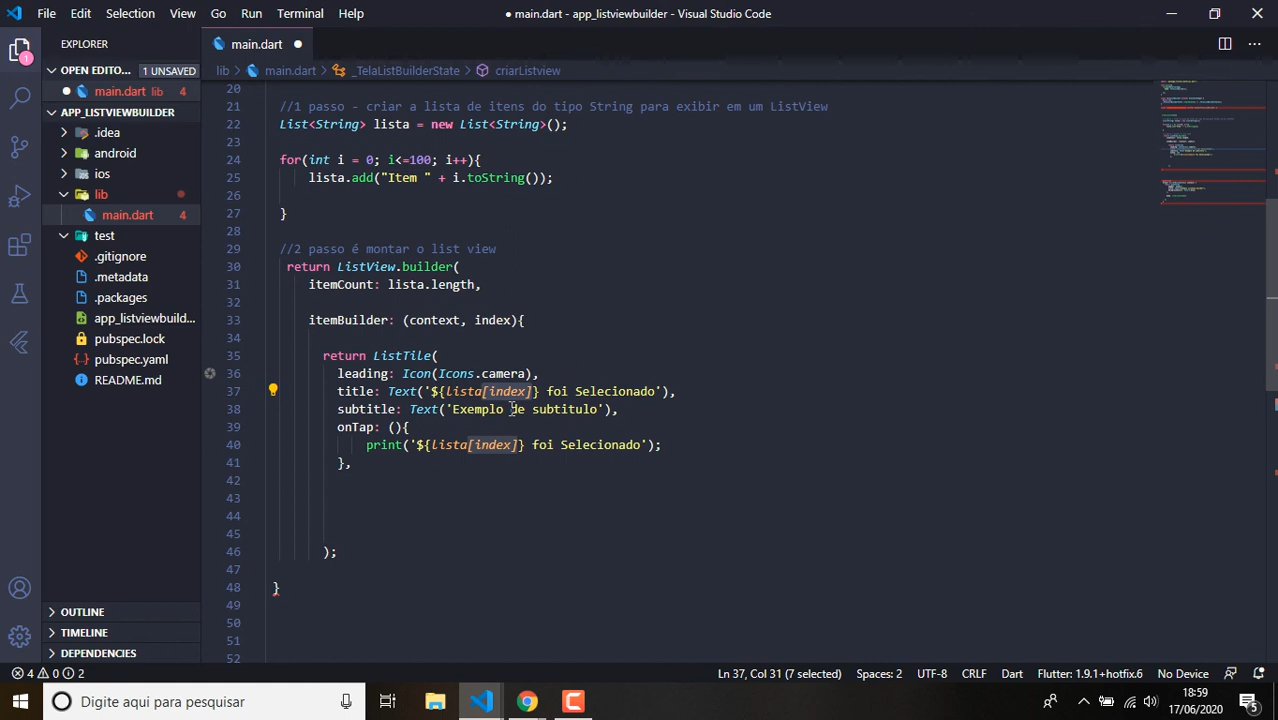 File Edit Selection View Go Run Terminal Help
● main.dart - app_listviewbuilder - Visual Studio Code
EXPLORER
main.dart ●
OPEN EDITO... 1 UNSAVED
lib > main.dart > _TelaListBuilderState > criarListview
● main.dart lib 4
APP_LISTVIEWBUILDER
.idea
android
ios
lib
main.dart 4
test
.gitignore
.metadata
.packages
app_listviewbuild...
pubspec.lock
pubspec.yaml
README.md
OUTLINE
TIMELINE
DEPENDENCIES
1
20
21 //1 passo - criar a lista de itens do tipo String para exibir em um ListView
22 List<String> lista = new List<String>();
23
24 for(int i = 0; i<=100; i++){
25 lista.add("Item " + i.toString());
26
27 }
28
29 //2 passo é montar o list view
30 return ListView.builder(
31 itemCount: lista.length,
32
33 itemBuilder: (context, index){
34
35 return ListTile(
36 leading: Icon(Icons.camera),
37 title: Text('${lista[index]} foi Selecionado'),
38 subtitle: Text('Exemplo de subtitulo'),
39 onTap: (){
40 print('${lista[index]} foi Selecionado');
41 },
42
43
44
45
46 );
47
48 }
49
50
51
52
4 0 2
Ln 37, Col 31 (7 selected) Spaces: 2 UTF-8 CRLF Dart Flutter: 1.9.1+hotfix.6 No Device
Digite aqui para pesquisar
18:59
17/06/2020
5